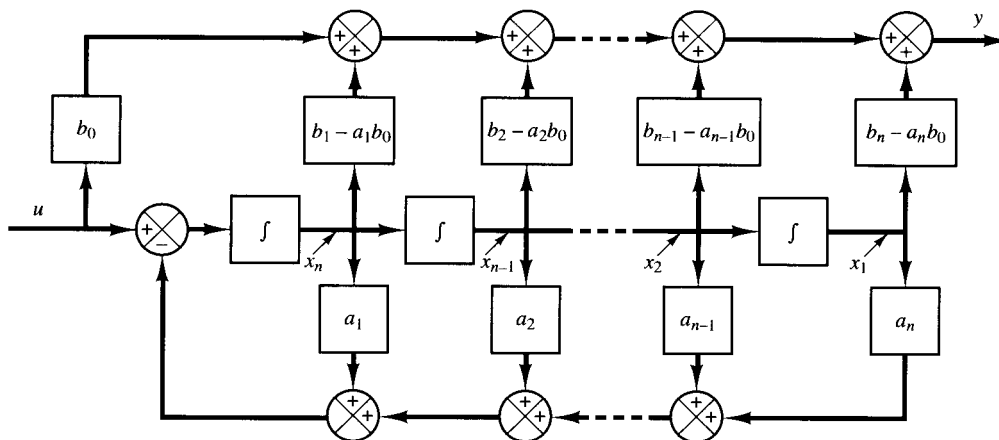 y
+ + + + + + + +
b₀ b₁ – a₁b₀ b₂ – a₂b₀ bₙ₋₁ – aₙ₋₁b₀ bₙ – aₙb₀
u
+ – ∫ ∫ ∫
xₙ xₙ₋₁ x₂ x₁
a₁ a₂ aₙ₋₁ aₙ
+ + + + + +